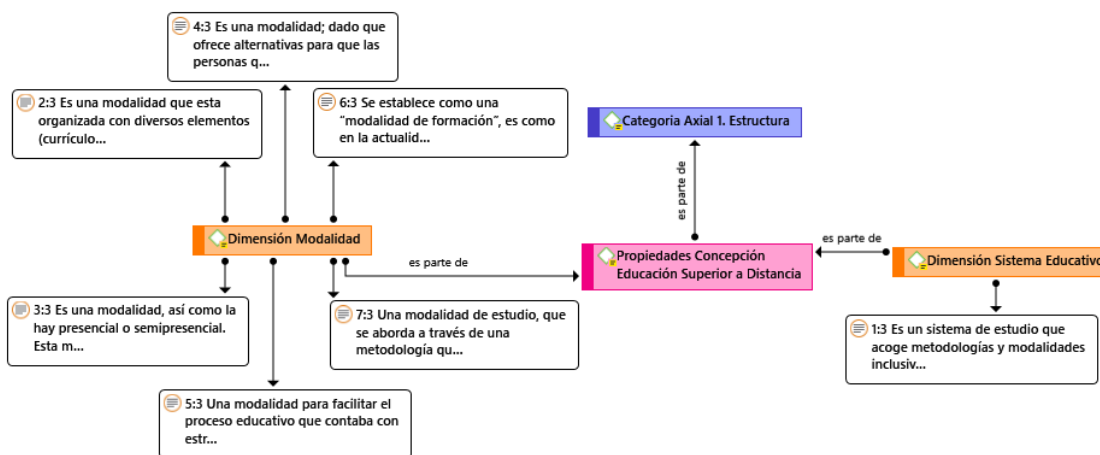 4:3 Es una modalidad; dado que
ofrece alternativas para que las
personas q...
2:3 Es una modalidad que esta
organizada con diversos elementos
(currículo...
6:3 Se establece como una
“modalidad de formación”, es como
en la actualid...
Categoria Axial 1. Estructura
es parte de
Dimensión Modalidad
es parte de
Propiedades Concepción
Educación Superior a Distancia
es parte de
Dimensión Sistema Educativo
3:3 Es una modalidad, así como la
hay presencial o semipresencial.
Esta m...
7:3 Una modalidad de estudio, que
se aborda a través de una
metodología qu...
1:3 Es un sistema de estudio que
acoge metodologías y modalidades
inclusiv...
5:3 Una modalidad para facilitar el
proceso educativo que contaba con
estr...